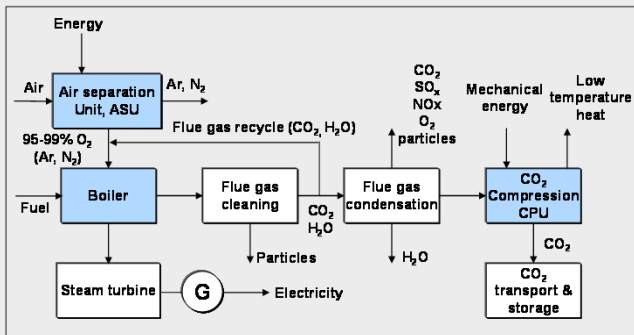 Energy
Air
Air separation
Unit, ASU
Ar, N₂
95-99% O₂
(Ar, N₂)
Flue gas recycle (CO₂, H₂O)
CO₂
SOₓ
NOx
O₂
particles
Mechanical
energy
Low
temperature
heat
Fuel
Boiler
Flue gas
cleaning
CO₂
H₂O
Flue gas
condensation
CO₂
Compression
CPU
Particles
H₂O
CO₂
Steam turbine
G
Electricity
CO₂
transport &
storage